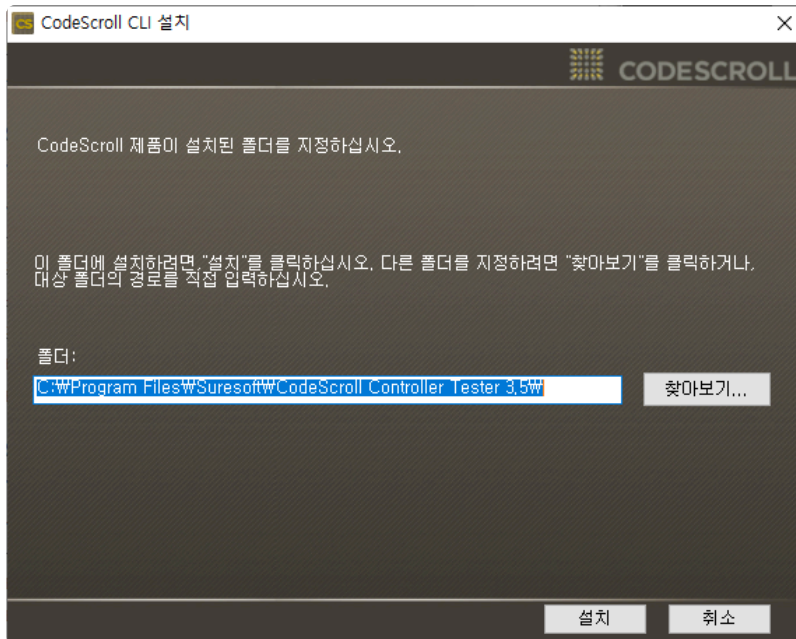 CS CodeScroll CLI 설치
CODESCROLL
CodeScroll 제품이 설치된 폴더를 지정하십시오.
이 폴더에 설치하려면,"설치"를 클릭하십시오. 다른 폴더를 지정하려면 "찾아보기"를 클릭하거나,
대상 폴더의 경로를 직접 입력하십시오.
폴더:
C:₩Program Files₩Suresoft₩CodeScroll Controller Tester 3.5₩
찾아보기...
설치
취소